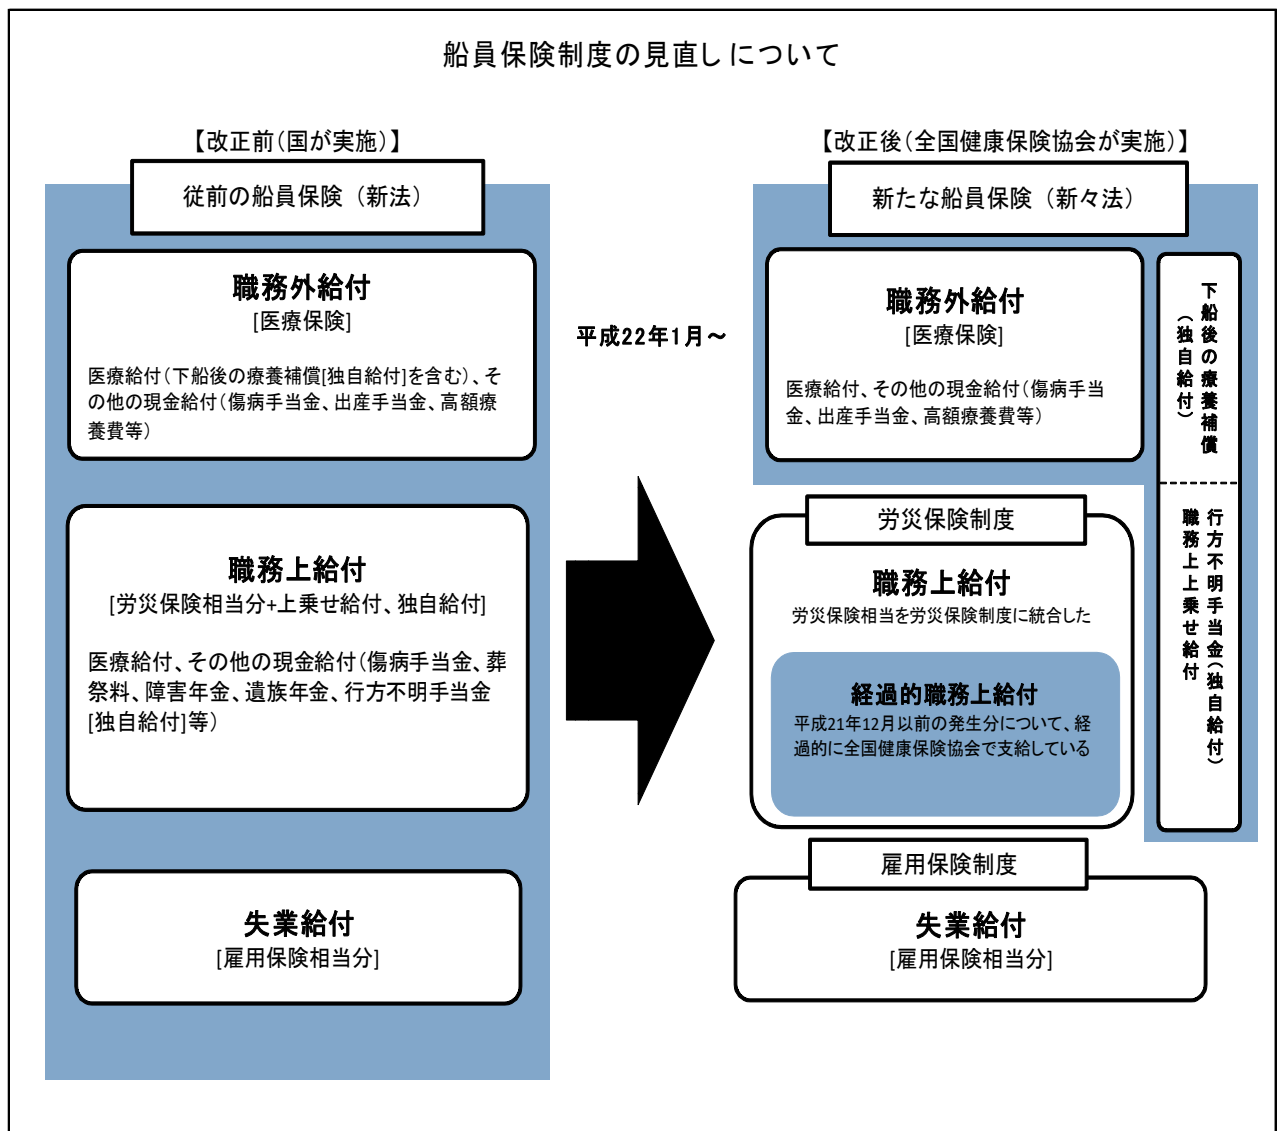 船員保険制度の見直しについて
【改正前（国が実施）】
従前の船員保険（新法）
職務外給付
[医療保険]
医療給付（下船後の療養補償[独自給付]を含む）、そ
の他の現金給付（傷病手当金、出産手当金、高額療
養費等）
職務上給付
[労災保険相当分+上乗せ給付、独自給付]
医療給付、その他の現金給付（傷病手当金、葬
祭料、障害年金、遺族年金、行方不明手当金
[独自給付]等）
失業給付
[雇用保険相当分]
平成22年1月～
【改正後（全国健康保険協会が実施）】
新たな船員保険（新々法）
職務外給付
[医療保険]
医療給付、その他の現金給付（傷病手当
金、出産手当金、高額療養費等）
下船後の療養補償
（独自給付）
労災保険制度
職務上給付
労災保険相当を労災保険制度に統合した
経過的職務上給付
平成21年12月以前の発生分について、経
過的に全国健康保険協会で支給している
行方不明手当金（独自給付）
職務上上乗せ給付
雇用保険制度
失業給付
[雇用保険相当分]